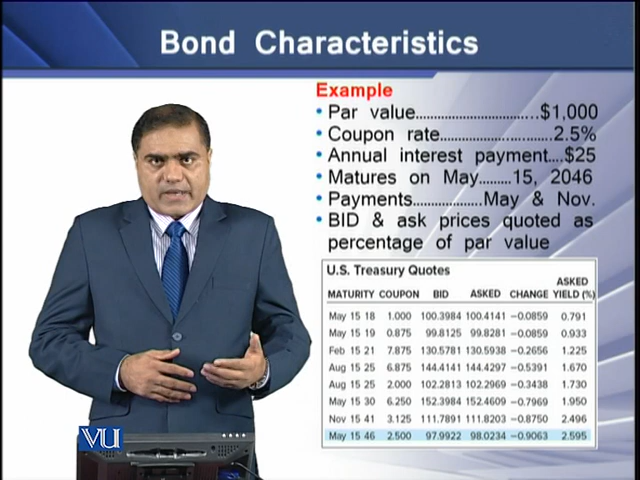 Bond Characteristics
Example
• Par value................................$1,000
• Coupon rate..............................2.5%
• Annual interest payment....$25
• Matures on May.........15, 2046
• Payments...................May & Nov.
• BID & ask prices quoted as
percentage of par value
U.S. Treasury Quotes
MATURITY COUPON BID ASKED CHANGE ASKED YIELD (%)
May 15 18 1.000 100.3984 100.4141 −0.0859 0.791
May 15 19 0.875 99.8125 99.8281 −0.0859 0.933
Feb 15 21 7.875 130.5781 130.5938 −0.2656 1.225
Aug 15 25 6.875 144.4141 144.4297 −0.5391 1.670
Aug 15 25 2.000 102.2813 102.2969 −0.3438 1.730
May 15 30 6.250 152.3984 152.4609 −0.7969 1.950
Nov 15 41 3.125 111.7891 111.8203 −0.8750 2.496
May 15 46 2.500 97.9922 98.0234 −0.9063 2.595
VU